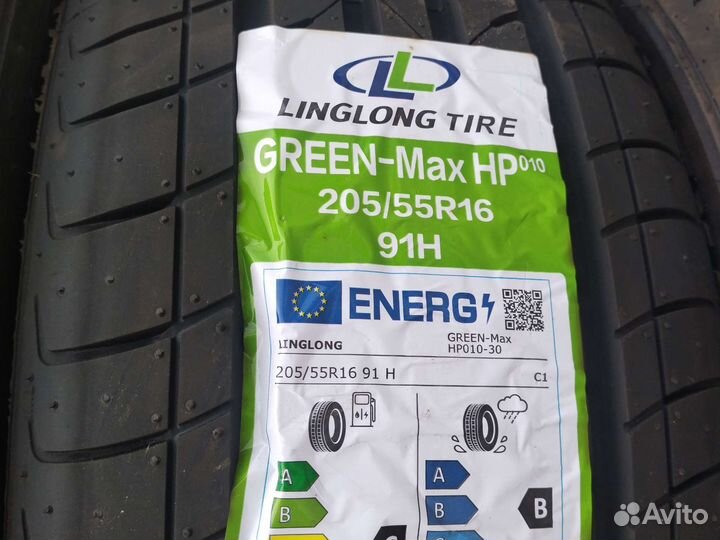 LINGLONG TIRE
GREEN-Max HP010
205/55R16
91H
ENERG
LINGLONG
GREEN-Max
HP010-30
205/55R16 91 H
C1
A
A
B
B
B
Avito